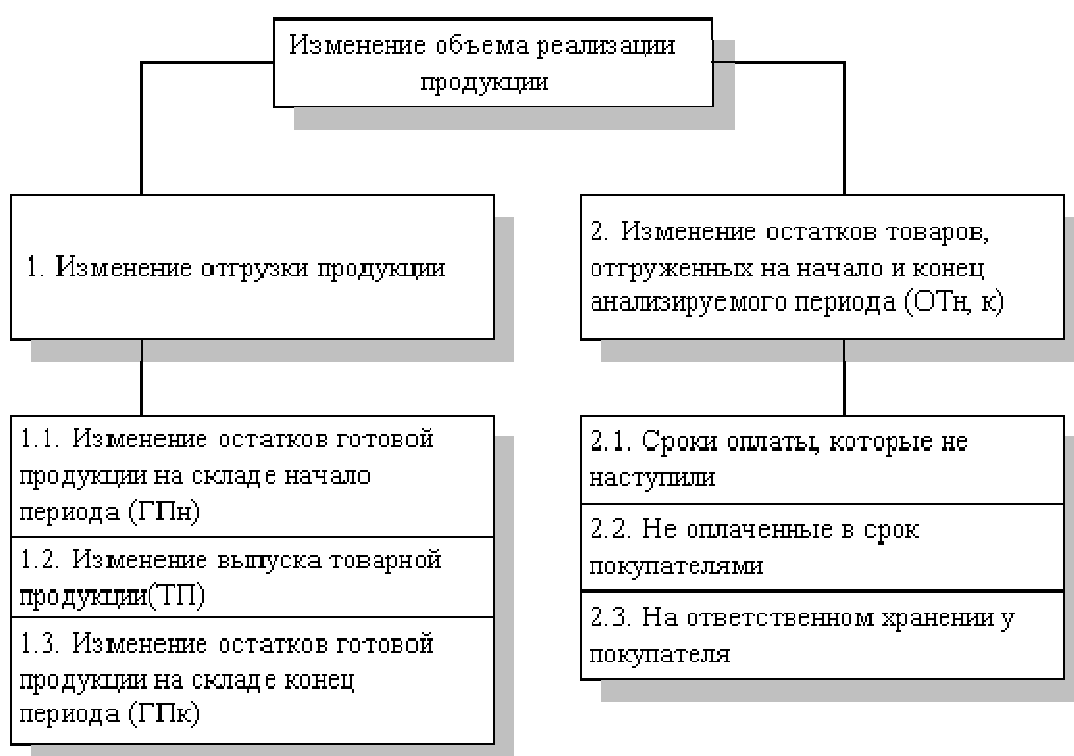 Изменение объема реализации
продукции
1. Изменение отгрузки продукции
2. Изменение остатков товаров,
отгруженных на начало и конец
анализируемого периода (ОТн, к)
1.1. Изменение остатков готовой
продукции на складе начало
периода (ГПн)
1.2. Изменение выпуска товарной
продукции(ТП)
1.3. Изменение остатков готовой
продукции на складе конец
периода (ГПк)
2.1. Сроки оплаты, которые не
наступили
2.2. Не оплаченные в срок
покупателями
2.3. На ответственном хранении у
покупателя